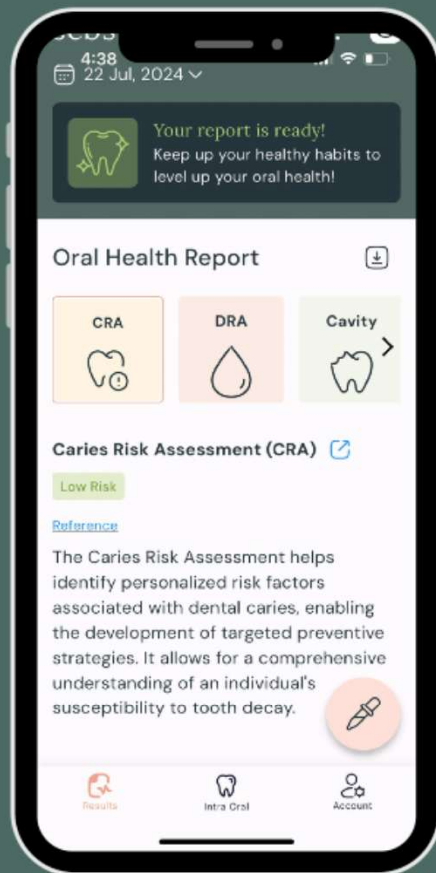 4:38
22 Jul, 2024
Your report is ready!
Keep up your healthy habits to
level up your oral health!
Oral Health Report
CRA
DRA
Cavity
Caries Risk Assessment (CRA)
Low Risk
Reference
The Caries Risk Assessment helps
identify personalized risk factors
associated with dental caries, enabling
the development of targeted preventive
strategies. It allows for a comprehensive
understanding of an individual's
susceptibility to tooth decay.
Results
Intra Oral
Account